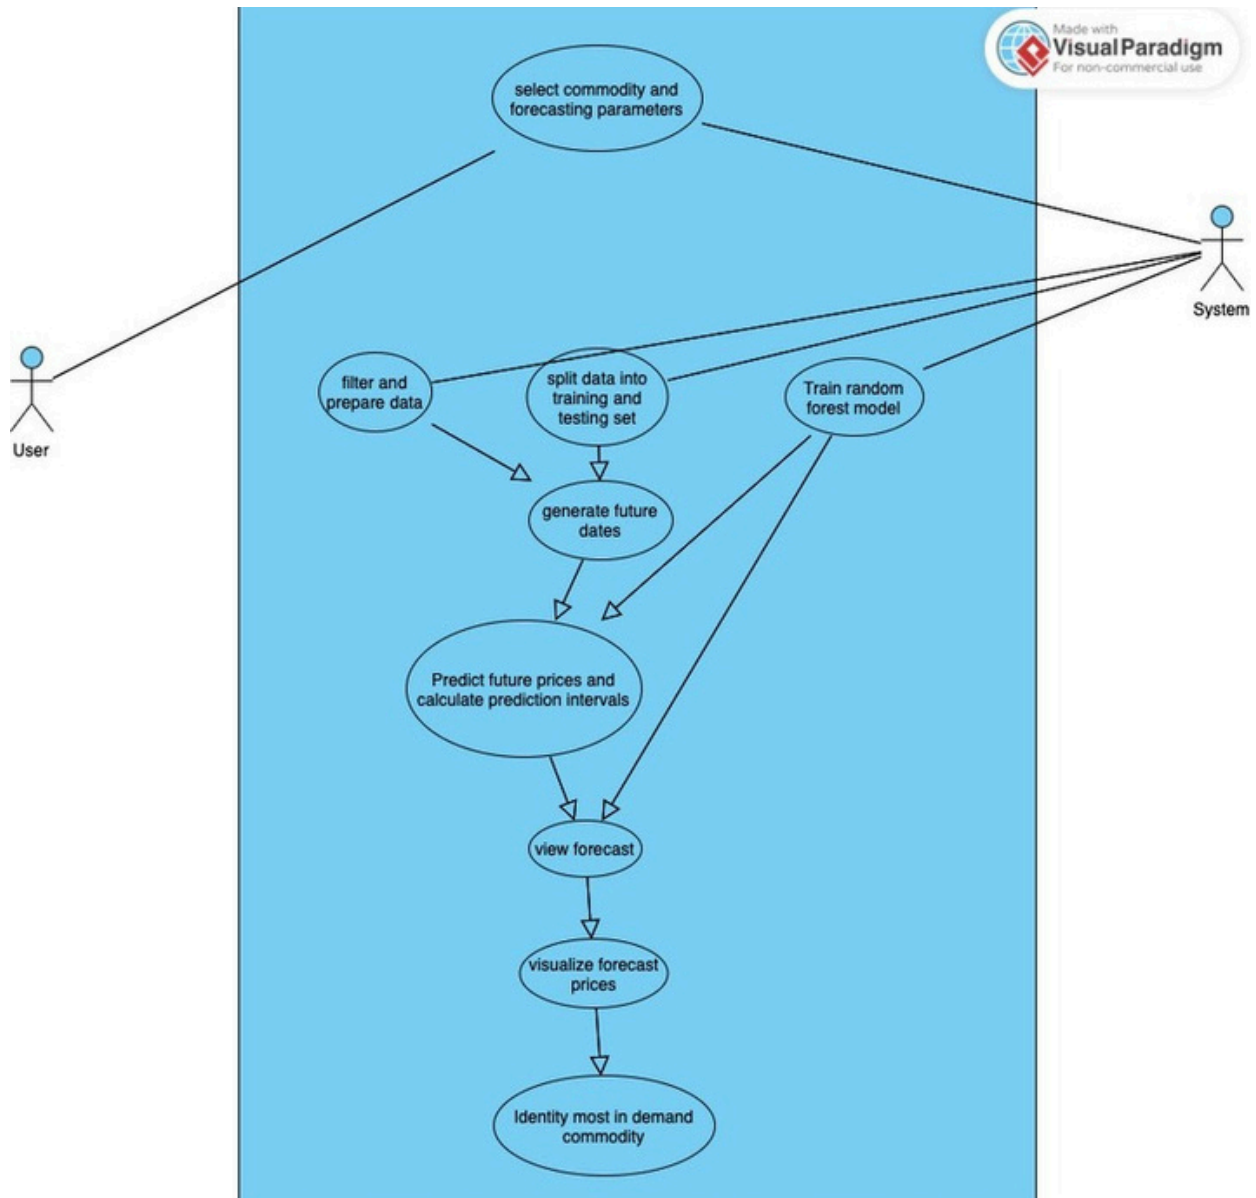 Made with
Visual Paradigm
For non-commercial use
select commodity and
forecasting parameters
System
filter and
prepare data
split data into
training and
testing set
Train random
forest model
User
generate future
dates
Predict future prices and
calculate prediction intervals
view forecast
visualize forecast
prices
Identity most in demand
commodity